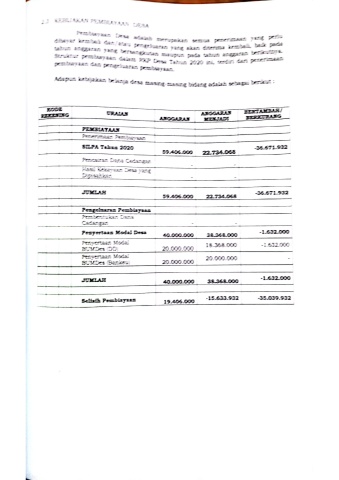 2.3 KEBIJAKAN PEMBIAYAAN DESA
Pembiayaan Desa adalah merupakan semua penerimaan yang perlu
dibayar kembali dan/atau pengeluaran yang akan diterima kembali, baik pada
tahun anggaran yang bersangkutan maupun pada tahun anggaran berikutnya.
Struktur pembiayaan dalam RKP Desa Tahun 2020 ini, terdiri dari penerimaan
pembiayaan dan pengeluaran pembiayaan.
Adapun kebijakan belanja desa masing masing bidang adalah sebagai berikut :
KODE REKENING URAIAN ANGGARAN ANGGARAN MENJADI BERTAMBAH/ BERKURANG
PEMBIAYAAN
Penerimaan Pembiayaan
SILPA Tahun 2020 59.406.000 22.734.068 -36.671.932
Pencairan Dana Cadangan
Hasil Kekayaan Desa yang
Dipisahkan - -
JUMLAH 59.406.000 22.734.068 -36.671.932
Pengeluaran Pembiayaan
Pembentukan Dana
Cadangan - -
Penyertaan Modal Desa 40.000.000 38.368.000 -1.632.000
Penyertaan Modal
BUMDes (DD) 20.000.000 18.368.000 -1.632.000
Penyertaan Modal
BUMDes (Bankeu) 20.000.000 20.000.000 -
JUMLAH 40.000.000 38.368.000 -1.632.000
Selisih Pembiayaan 19.406.000 -15.633.932 -35.039.932